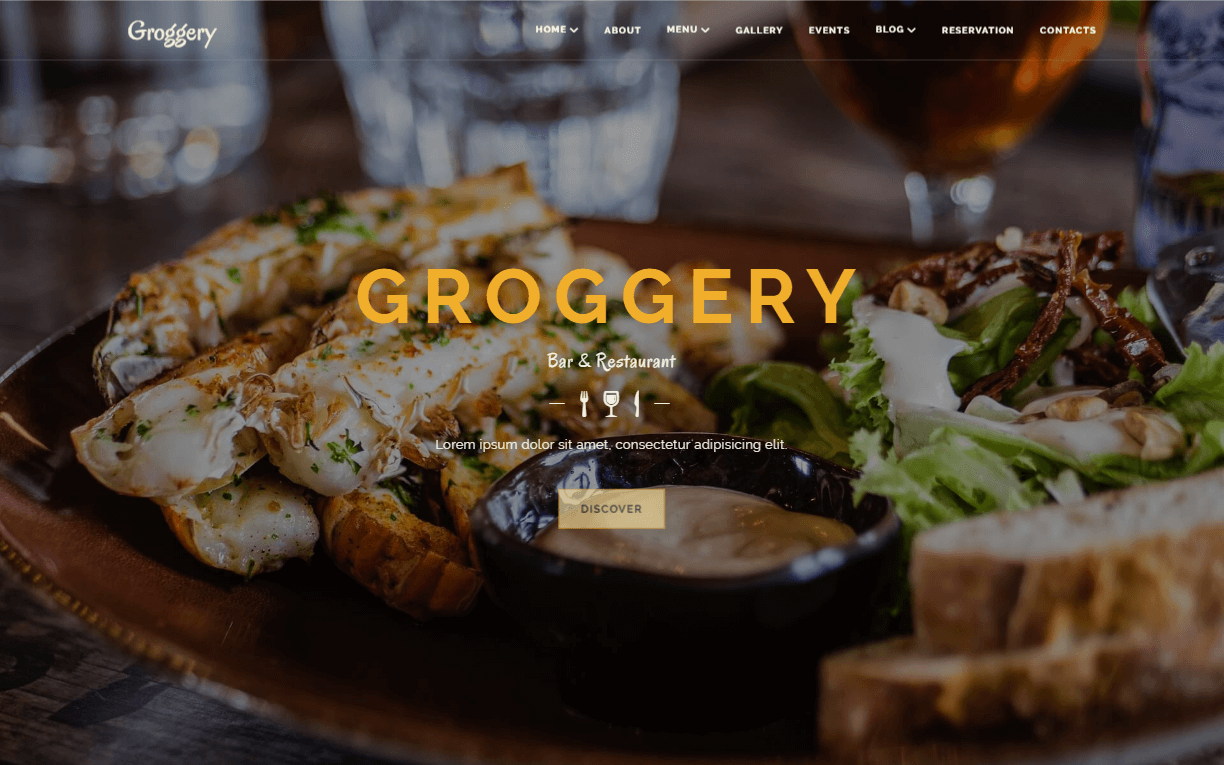 Groggery
HOME ABOUT MENU GALLERY EVENTS BLOG RESERVATION CONTACTS
GROGGERY
Bar & Restaurant
Lorem ipsum dolor sit amet, consectetur adipisicing elit.
DISCOVER